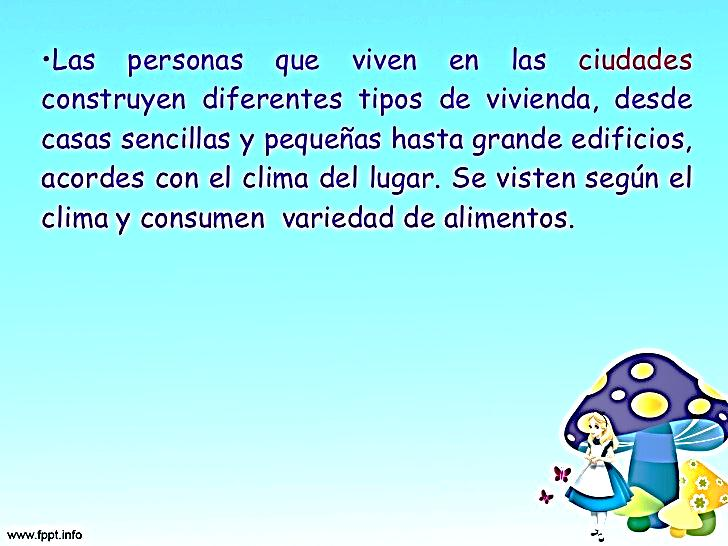 •Las personas que viven en las ciudades
construyen diferentes tipos de vivienda, desde
casas sencillas y pequeñas hasta grande edificios,
acordes con el clima del lugar. Se visten según el
clima y consumen variedad de alimentos.
www.fppt.info